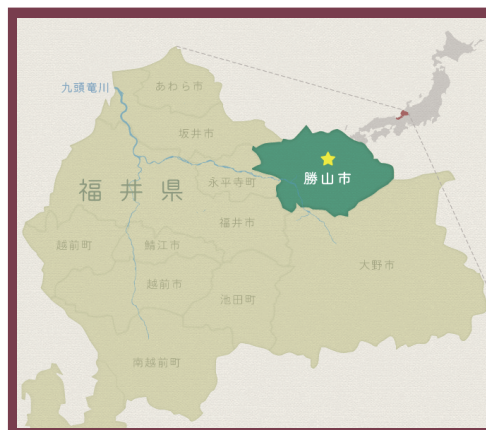 九頭竜川
あわら市
坂井市
勝山市
永平寺町
福井県
福井市
越前町
鯖江市
大野市
越前市
池田町
南越前町